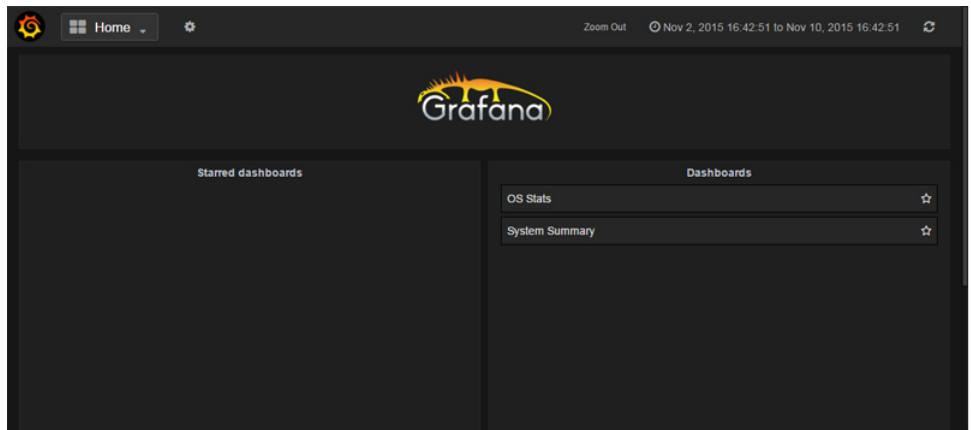 Home
Zoom Out
Nov 2, 2015 16:42:51 to Nov 10, 2015 16:42:51
Grafana
Starred dashboards
Dashboards
OS Stats
System Summary